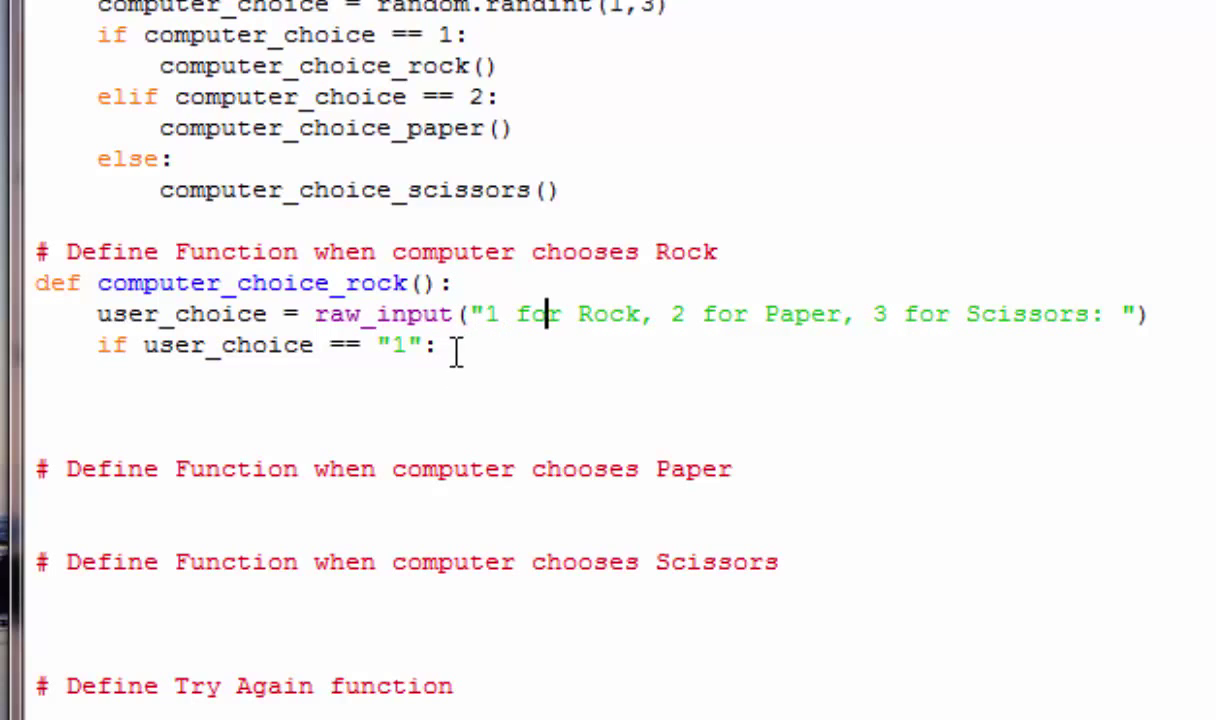 computer_choice = random.randint(1,3)
if computer_choice == 1:
computer_choice_rock()
elif computer_choice == 2:
computer_choice_paper()
else:
computer_choice_scissors()
# Define Function when computer chooses Rock
def computer_choice_rock():
user_choice = raw_input("1 for Rock, 2 for Paper, 3 for Scissors: ")
if user_choice == "1":
# Define Function when computer chooses Paper
# Define Function when computer chooses Scissors
# Define Try Again function